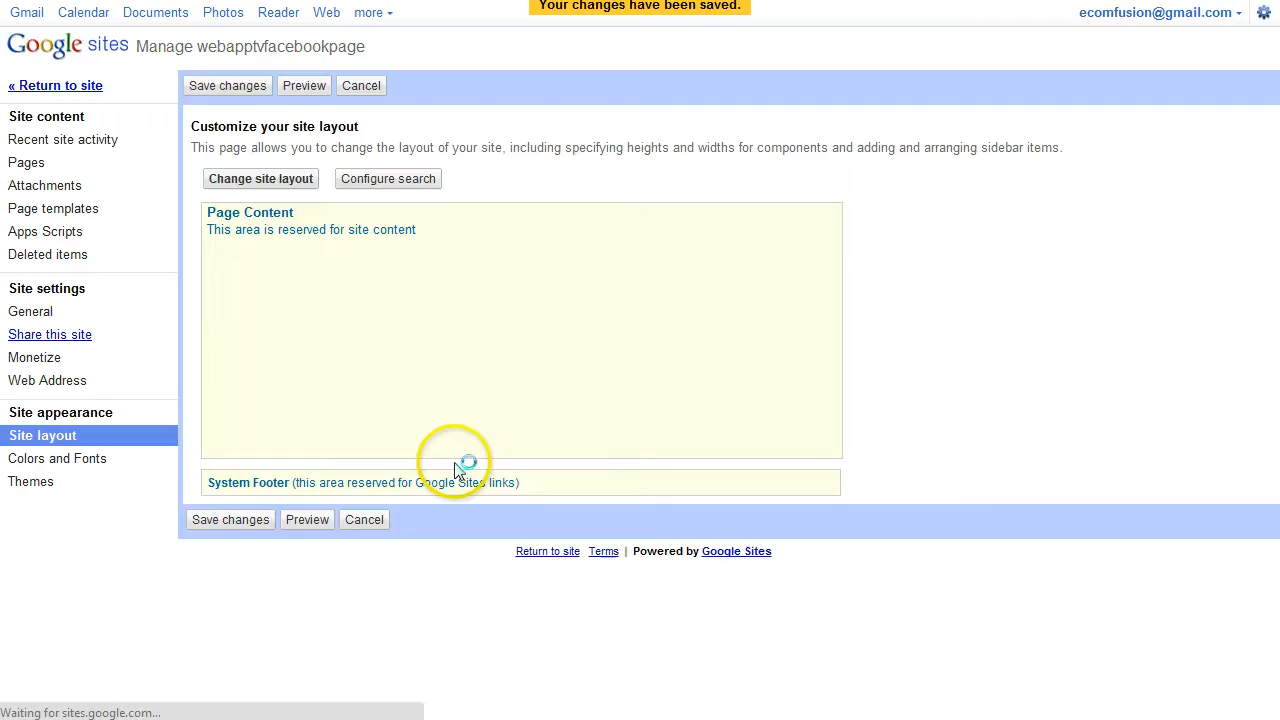 Gmail Calendar Documents Photos Reader Web more
Your changes have been saved.
ecomfusion@gmail.com
Google sites Manage webapptvfacebookpage
« Return to site
Save changes Preview Cancel
Site content
Recent site activity
Pages
Attachments
Page templates
Apps Scripts
Deleted items
Site settings
General
Share this site
Monetize
Web Address
Site appearance
Site layout
Colors and Fonts
Themes
Customize your site layout
This page allows you to change the layout of your site, including specifying heights and widths for components and adding and arranging sidebar items.
Change site layout Configure search
Page Content
This area is reserved for site content
System Footer (this area reserved for Google Sites links)
Save changes Preview Cancel
Return to site Terms | Powered by Google Sites
Waiting for sites.google.com...